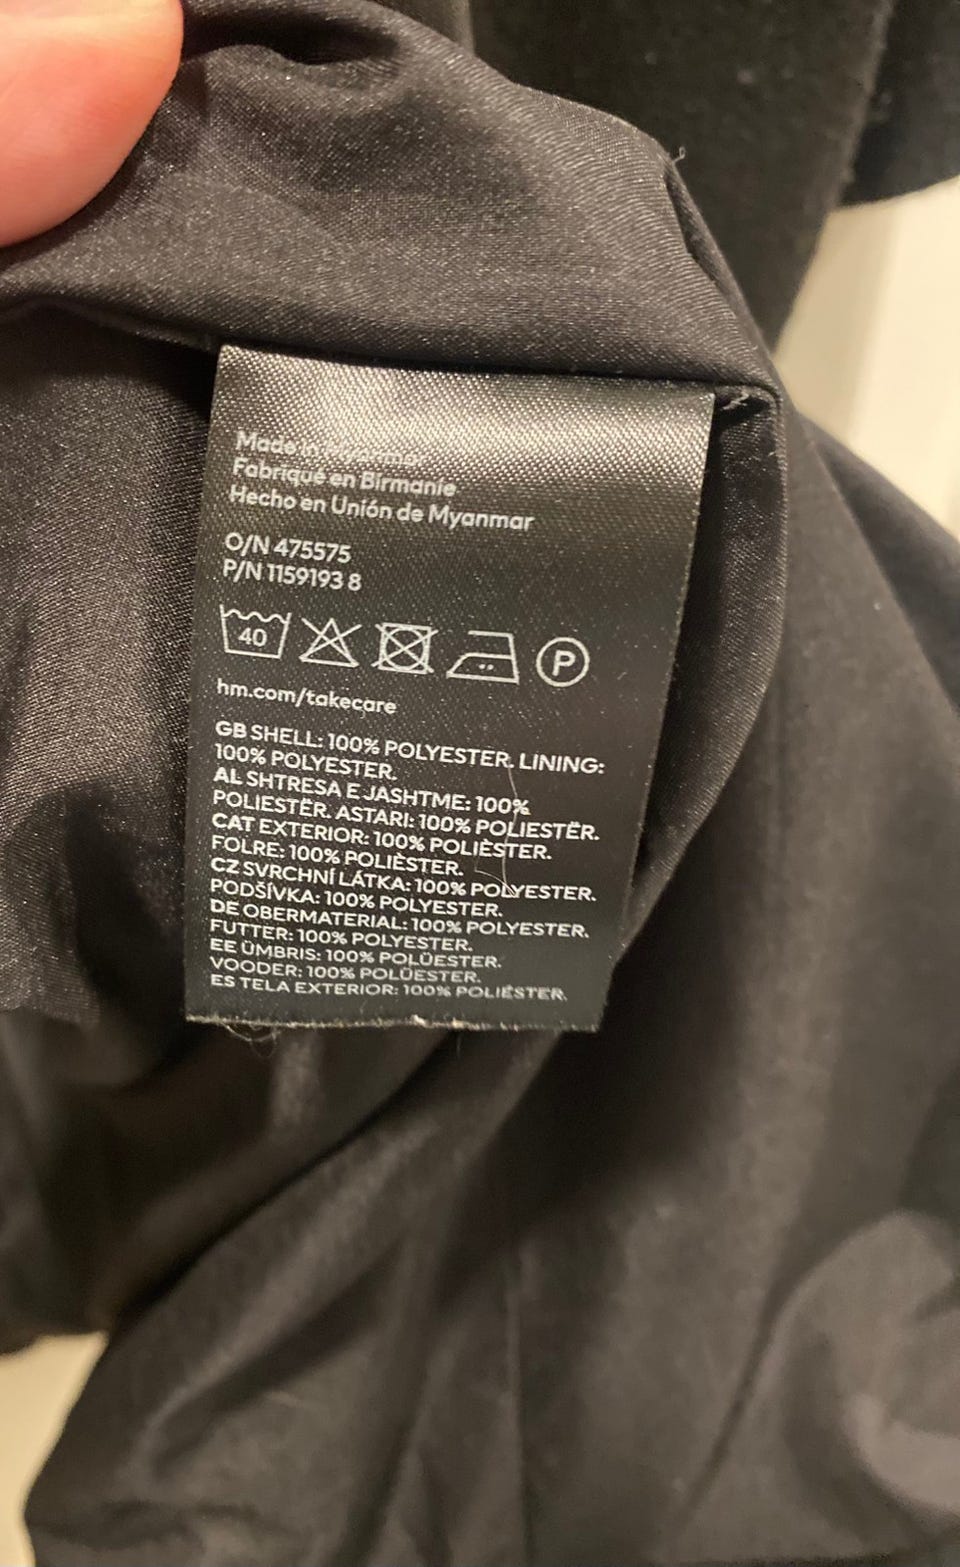 Made in Myanmar
Fabriqué en Birmanie
Hecho en Unión de Myanmar
O/N 475575
P/N 1159193 8
40 P
hm.com/takecare
GB SHELL: 100% POLYESTER. LINING:
100% POLYESTER.
AL SHTRESA E JASHTME: 100%
POLIESTËR. ASTARI: 100% POLIESTËR.
CAT EXTERIOR: 100% POLIÈSTER.
FOLRE: 100% POLIÈSTER.
CZ SVRCHNÍ LÁTKA: 100% POLYESTER.
PODŠÍVKA: 100% POLYESTER.
DE OBERMATERIAL: 100% POLYESTER.
FUTTER: 100% POLYESTER.
EE ÜMBRIS: 100% POLÜESTER.
VOODER: 100% POLÜESTER.
ES TELA EXTERIOR: 100% POLIÉSTER.